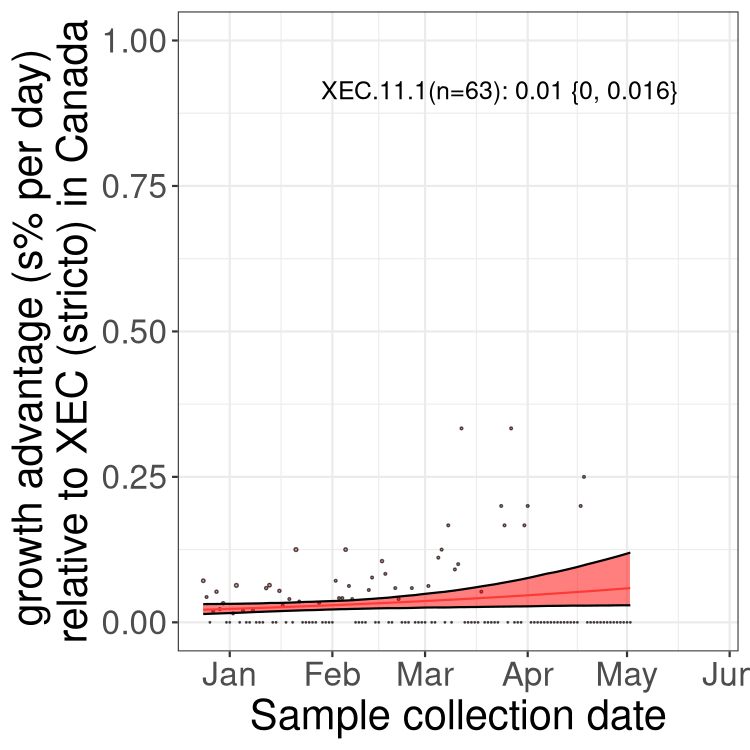 growth advantage (s% per day)
relative to XEC (stricto) in Canada
1.00
0.75
0.50
0.25
0.00
XEC.11.1(n=63): 0.01 {0, 0.016}
Jan Feb Mar Apr May Jun
Sample collection date